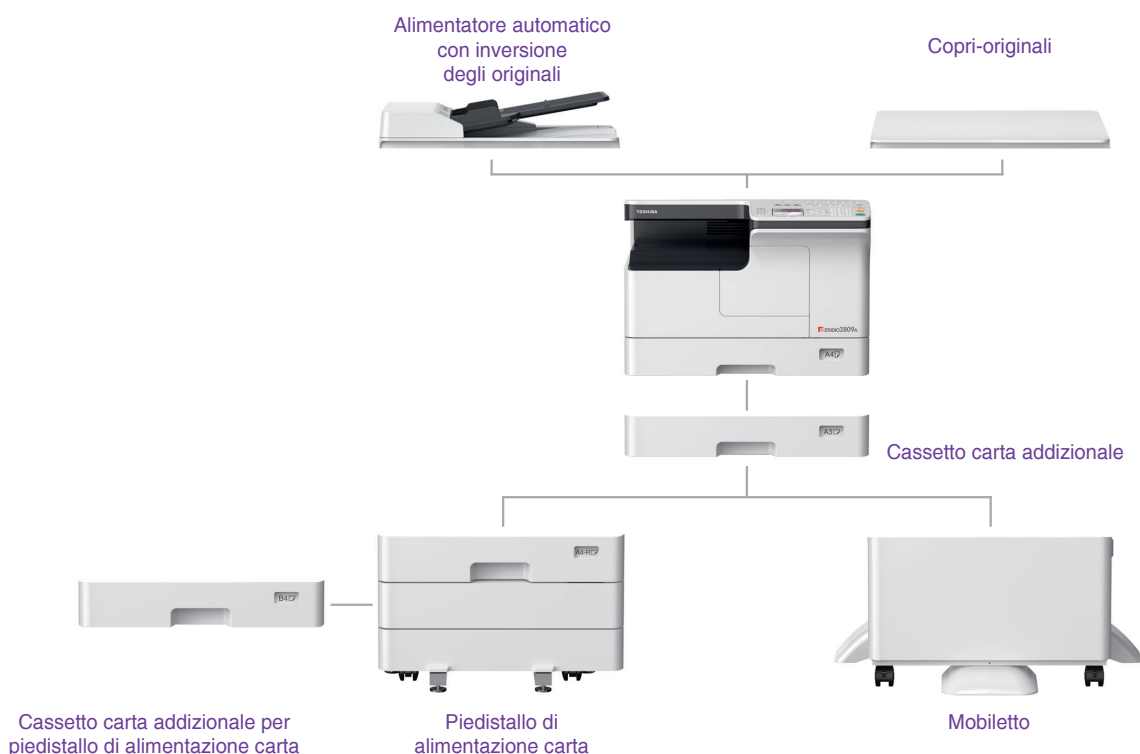 Alimentatore automatico
con inversione
degli originali
Copri-originali
TOSHIBA
STUDIO2809A
A4
A3
Cassetto carta addizionale
A4-R
B4
Cassetto carta addizionale per
piedistallo di alimentazione carta
Piedistallo di
alimentazione carta
Mobiletto